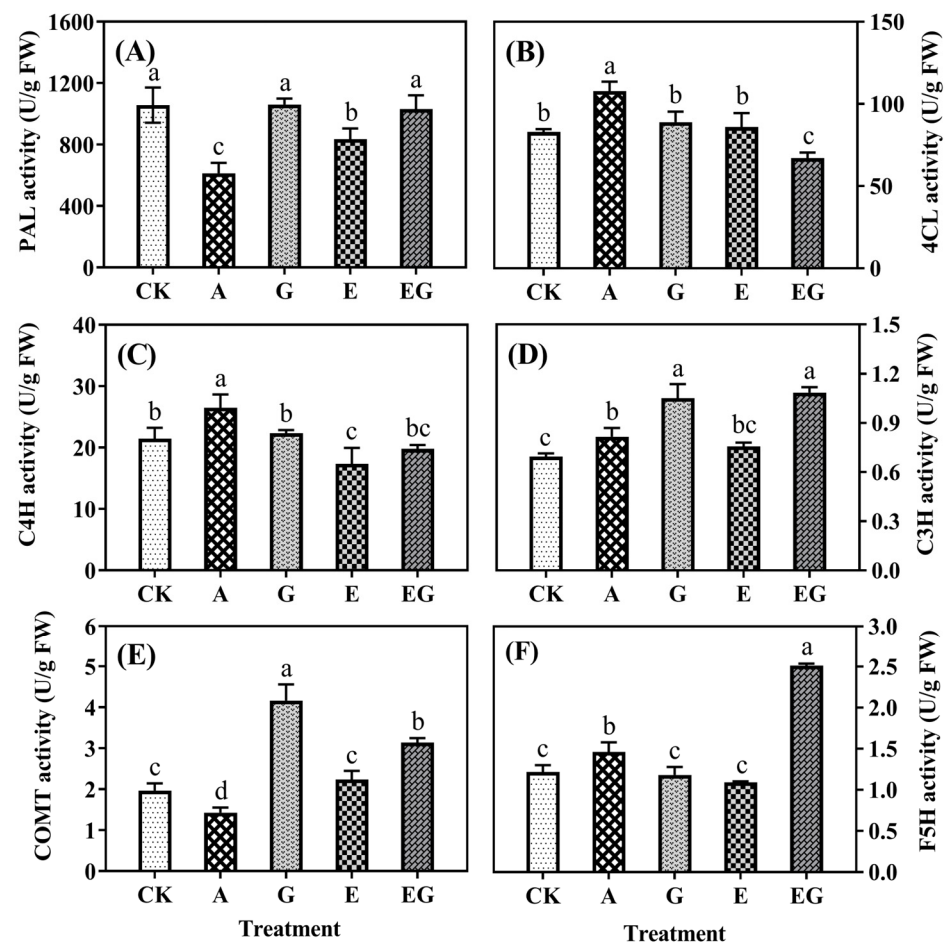 (A)
PAL activity (U/g FW)
1600
1200
800
400
0
a
c
a
b
a
CK A G E EG
(B)
4CL activity (U/g FW)
150
100
50
0
b
a
b
b
c
CK A G E EG
(C)
C4H activity (U/g FW)
40
30
20
10
0
b
a
b
c
bc
CK A G E EG
(D)
C3H activity (U/g FW)
1.5
1.2
0.9
0.6
0.3
0.0
c
b
a
bc
a
CK A G E EG
(E)
COMT activity (U/g FW)
6
5
4
3
2
1
0
c
d
a
c
b
CK A G E EG
Treatment
(F)
F5H activity (U/g FW)
3.0
2.5
2.0
1.5
1.0
0.5
0.0
c
b
c
c
a
CK A G E EG
Treatment